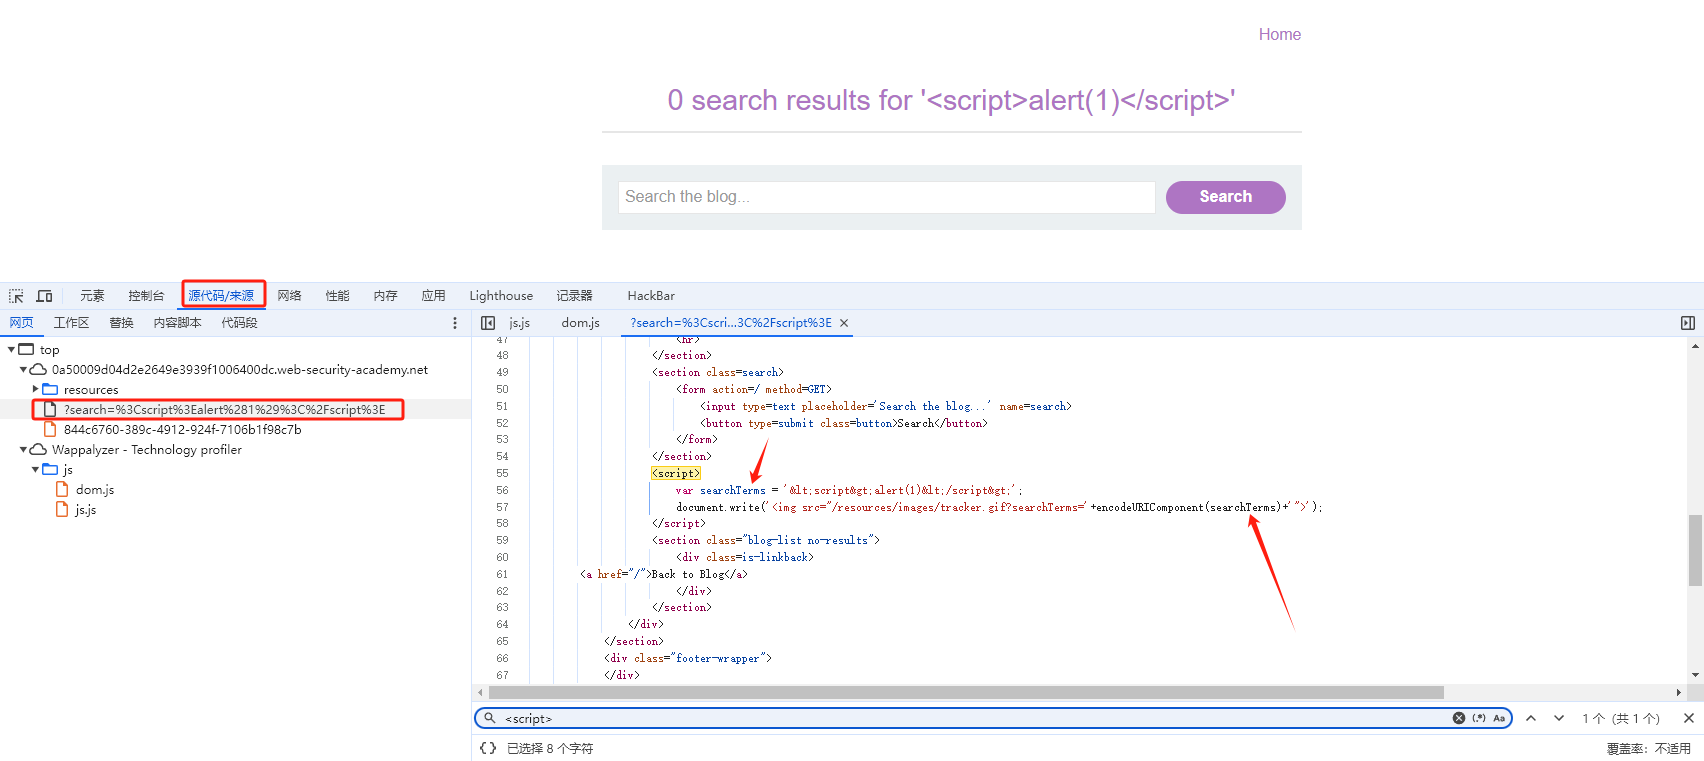 Home
0 search results for '<script>alert(1)</script>'
Search the blog...
Search
元素
控制台
源代码/来源
网络
性能
内存
应用
Lighthouse
记录器
HackBar
网页
工作区
替换
内容脚本
代码段
js.js
dom.js
?search=%3Cscri...3C%2Fscript%3E
top
0a50009d04d2e2649e3939f1006400dc.web-security-academy.net
resources
?search=%3Cscript%3Ealert%281%29%3C%2Fscript%3E
844c6760-389c-4912-924f-7106b1f98c7b
Wappalyzer - Technology profiler
js
dom.js
js.js
47 <hr>
48 </section>
49 <section class=search>
50 <form action=/ method=GET>
51 <input type=text placeholder='Search the blog...' name=search>
52 <button type=submit class=button>Search</button>
53 </form>
54 </section>
55 <script>
56 var searchTerms = '&lt;script&gt;alert(1)&lt;/script&gt;';
57 document.write('<img src="/resources/images/tracker.gif?searchTerms='+encodeURIComponent(searchTerms)+'">');
58 </script>
59 <section class="blog-list no-results">
60 <div class=is-linkback>
61 <a href="/">Back to Blog</a>
62 </div>
63 </section>
64 </div>
65 </section>
66 <div class="footer-wrapper">
67 </div>
<script>
(.*)
Aa
1 个 (共 1 个)
{} 已选择 8 个字符
覆盖率：不适用